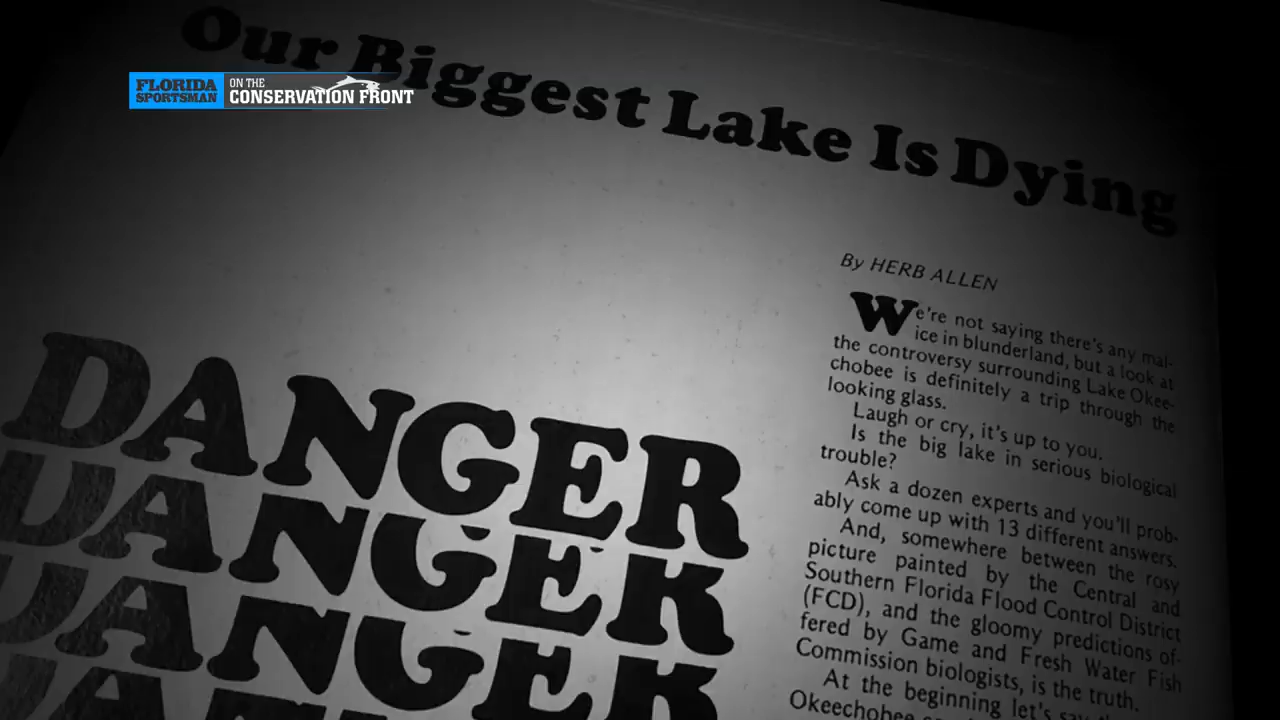 Our Biggest Lake Is Dying
FLORIDA
SPORTSMAN
ON THE
CONSERVATION FRONT
By HERB ALLEN
We're not saying there's any mal-
ice in blunderland, but a look at
the controversy surrounding Lake Okee-
chobee is definitely a trip through the
looking glass.
Laugh or cry, it's up to you.
Is the big lake in serious biological
trouble?
Ask a dozen experts and you'll prob-
ably come up with 13 different answers.
And, somewhere between the rosy
picture painted by the Central and
Southern Florida Flood Control District
(FCD), and the gloomy predictions of-
fered by Game and Fresh Water Fish
Commission biologists, is the truth.
At the beginning let's say
Okeechobee
DANGER
DANGER
DANGER